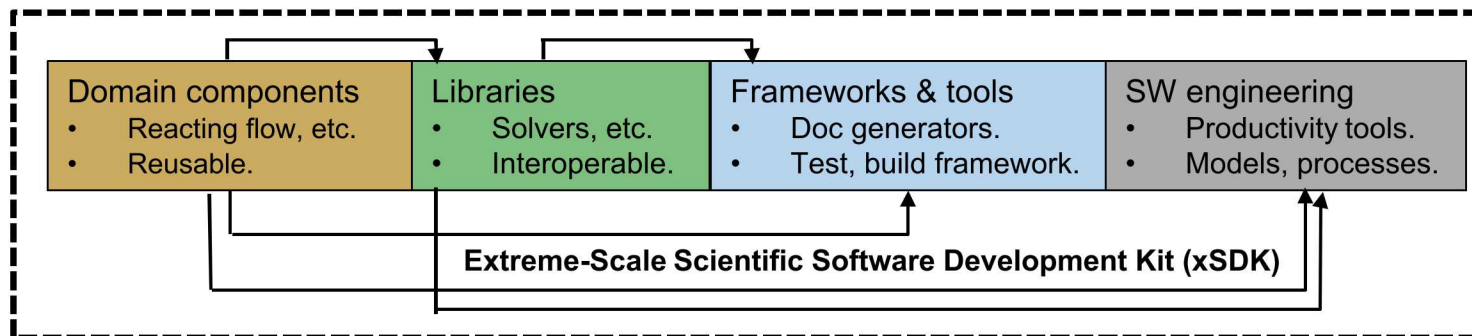 Domain components
• Reacting flow, etc.
• Reusable.
Libraries
• Solvers, etc.
• Interoperable.
Frameworks & tools
• Doc generators.
• Test, build framework.
SW engineering
• Productivity tools.
• Models, processes.
Extreme-Scale Scientific Software Development Kit (xSDK)